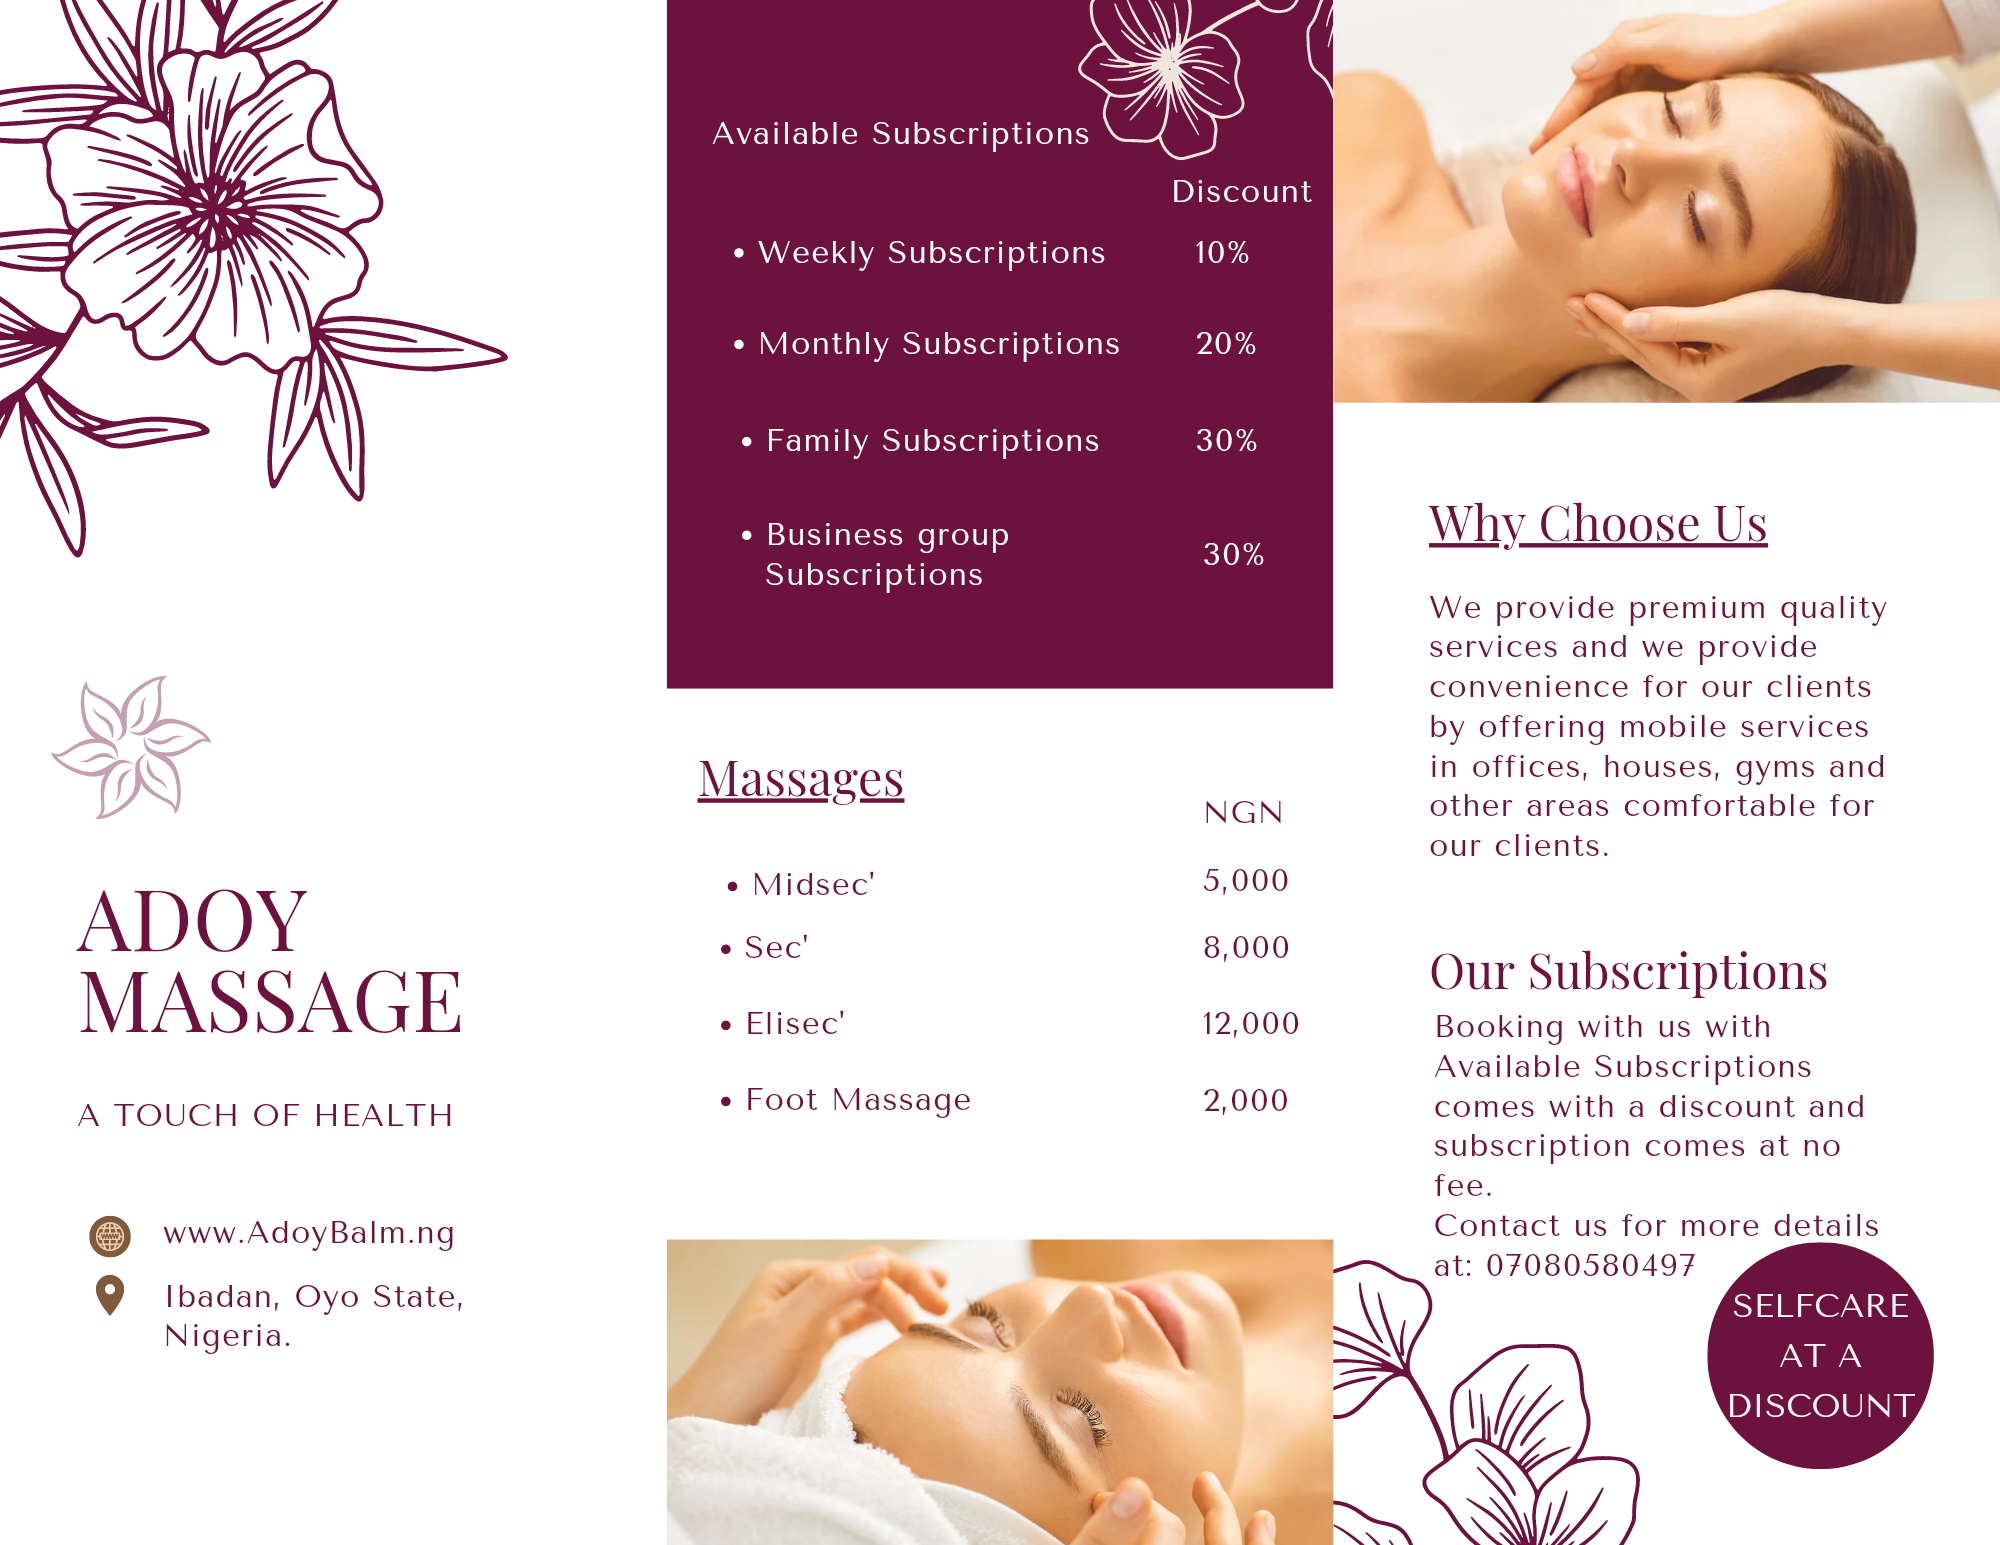 ADOY
MASSAGE
A TOUCH OF HEALTH
www.AdoyBalm.ng
Ibadan, Oyo State,
Nigeria.
Available Subscriptions
Discount
• Weekly Subscriptions 10%
• Monthly Subscriptions 20%
• Family Subscriptions 30%
• Business group
Subscriptions 30%
Massages
NGN
• Midsec' 5,000
• Sec' 8,000
• Elisec' 12,000
• Foot Massage 2,000
Why Choose Us
We provide premium quality
services and we provide
convenience for our clients
by offering mobile services
in offices, houses, gyms and
other areas comfortable for
our clients.
Our Subscriptions
Booking with us with
Available Subscriptions
comes with a discount and
subscription comes at no
fee.
Contact us for more details
at: 07080580497
SELFCARE
AT A
DISCOUNT